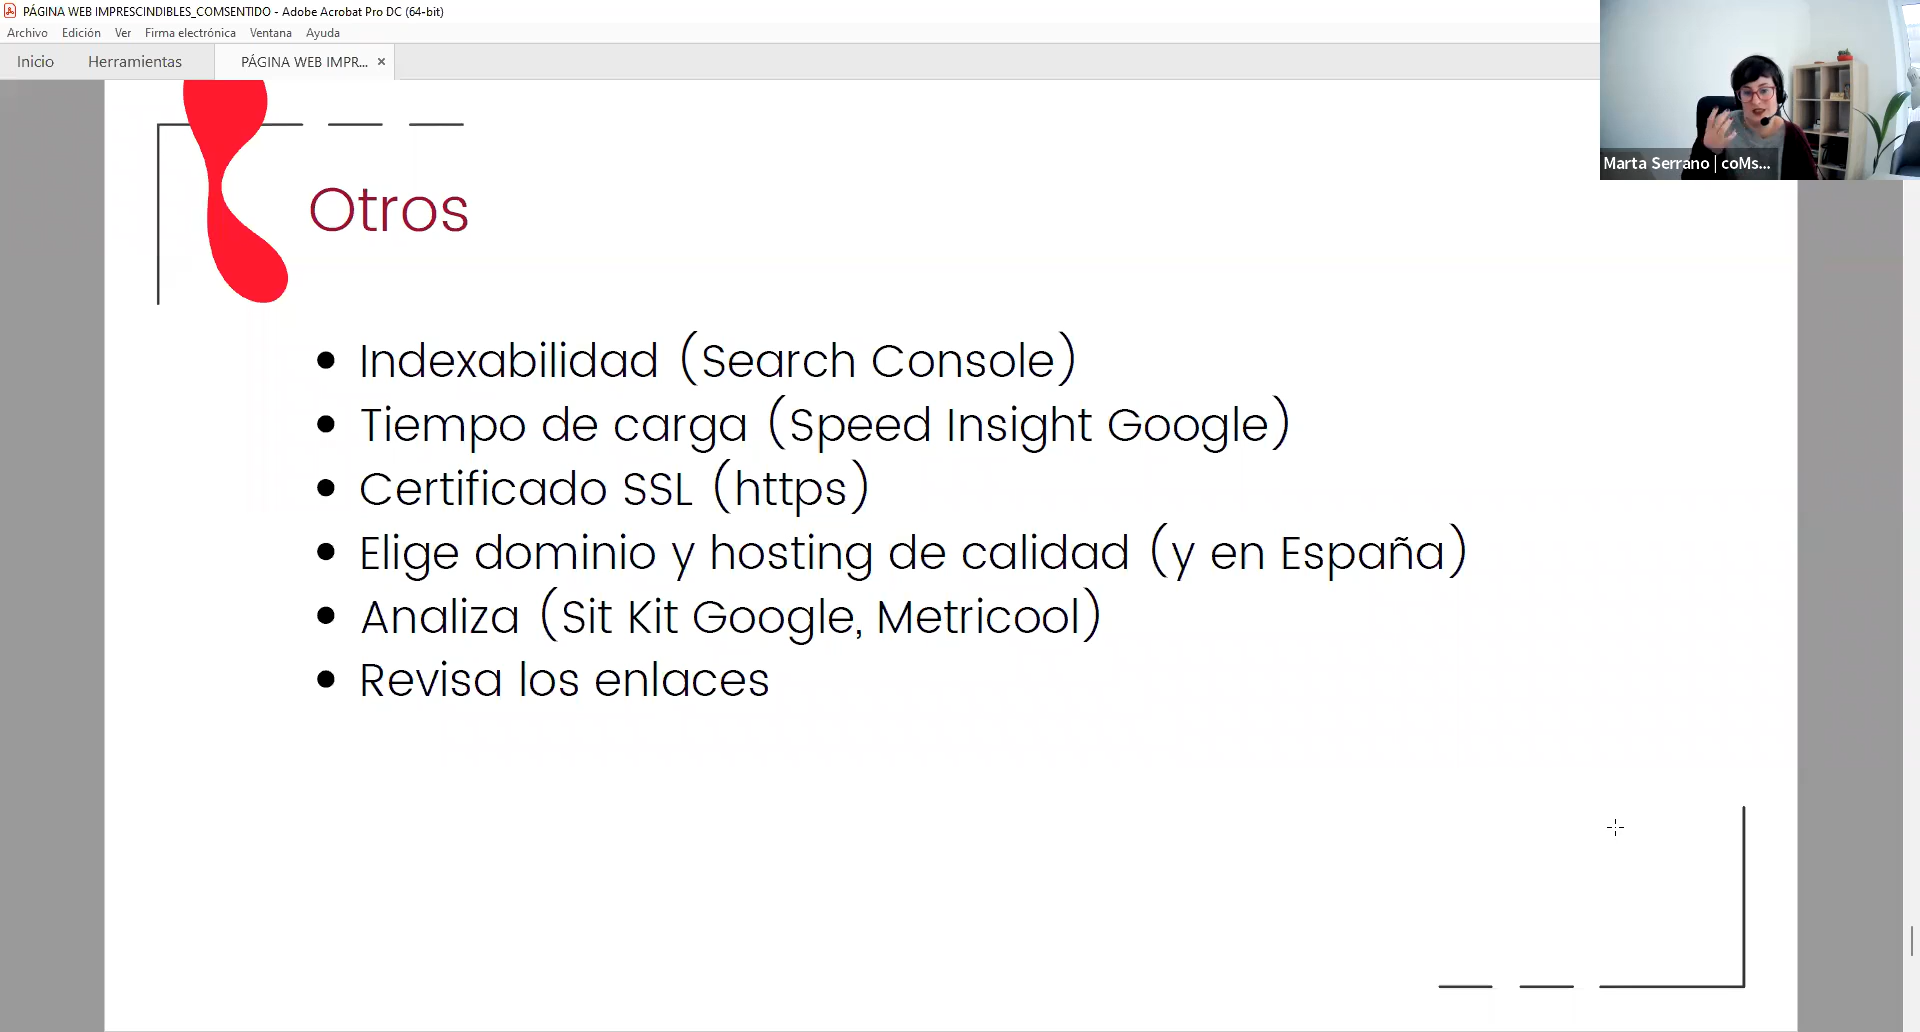 PÁGINA WEB IMPRESCINDIBLES_COMSENTIDO - Adobe Acrobat Pro DC (64-bit)
Archivo Edición Ver Firma electrónica Ventana Ayuda
Inicio Herramientas PÁGINA WEB IMPR... ×
Marta Serrano | coMs...
Otros
• Indexabilidad (Search Console)
• Tiempo de carga (Speed Insight Google)
• Certificado SSL (https)
• Elige dominio y hosting de calidad (y en España)
• Analiza (Sit Kit Google, Metricool)
• Revisa los enlaces